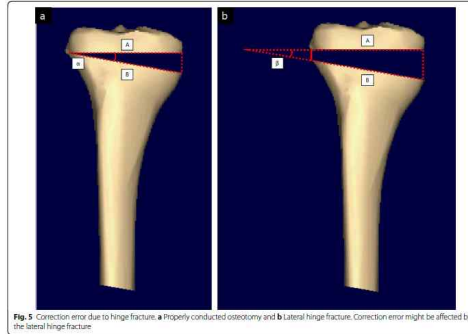 a
b
A
A
α
β
B
B
Fig. 5 Correction error due to hinge fracture. a Properly conducted osteotomy and b Lateral hinge fracture. Correction error might be affected b
the lateral hinge fracture